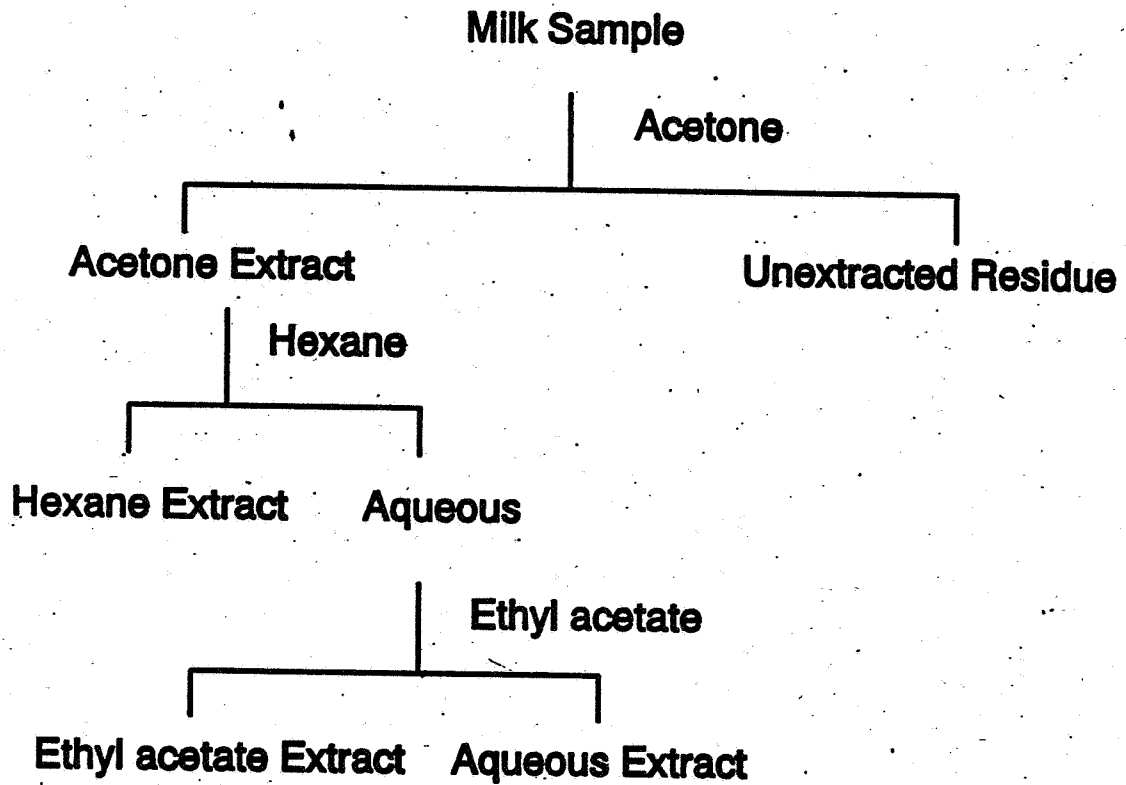 Milk Sample
Acetone
Acetone Extract
Unextracted Residue
Hexane
Hexane Extract
Aqueous
Ethyl acetate
Ethyl acetate Extract
Aqueous Extract